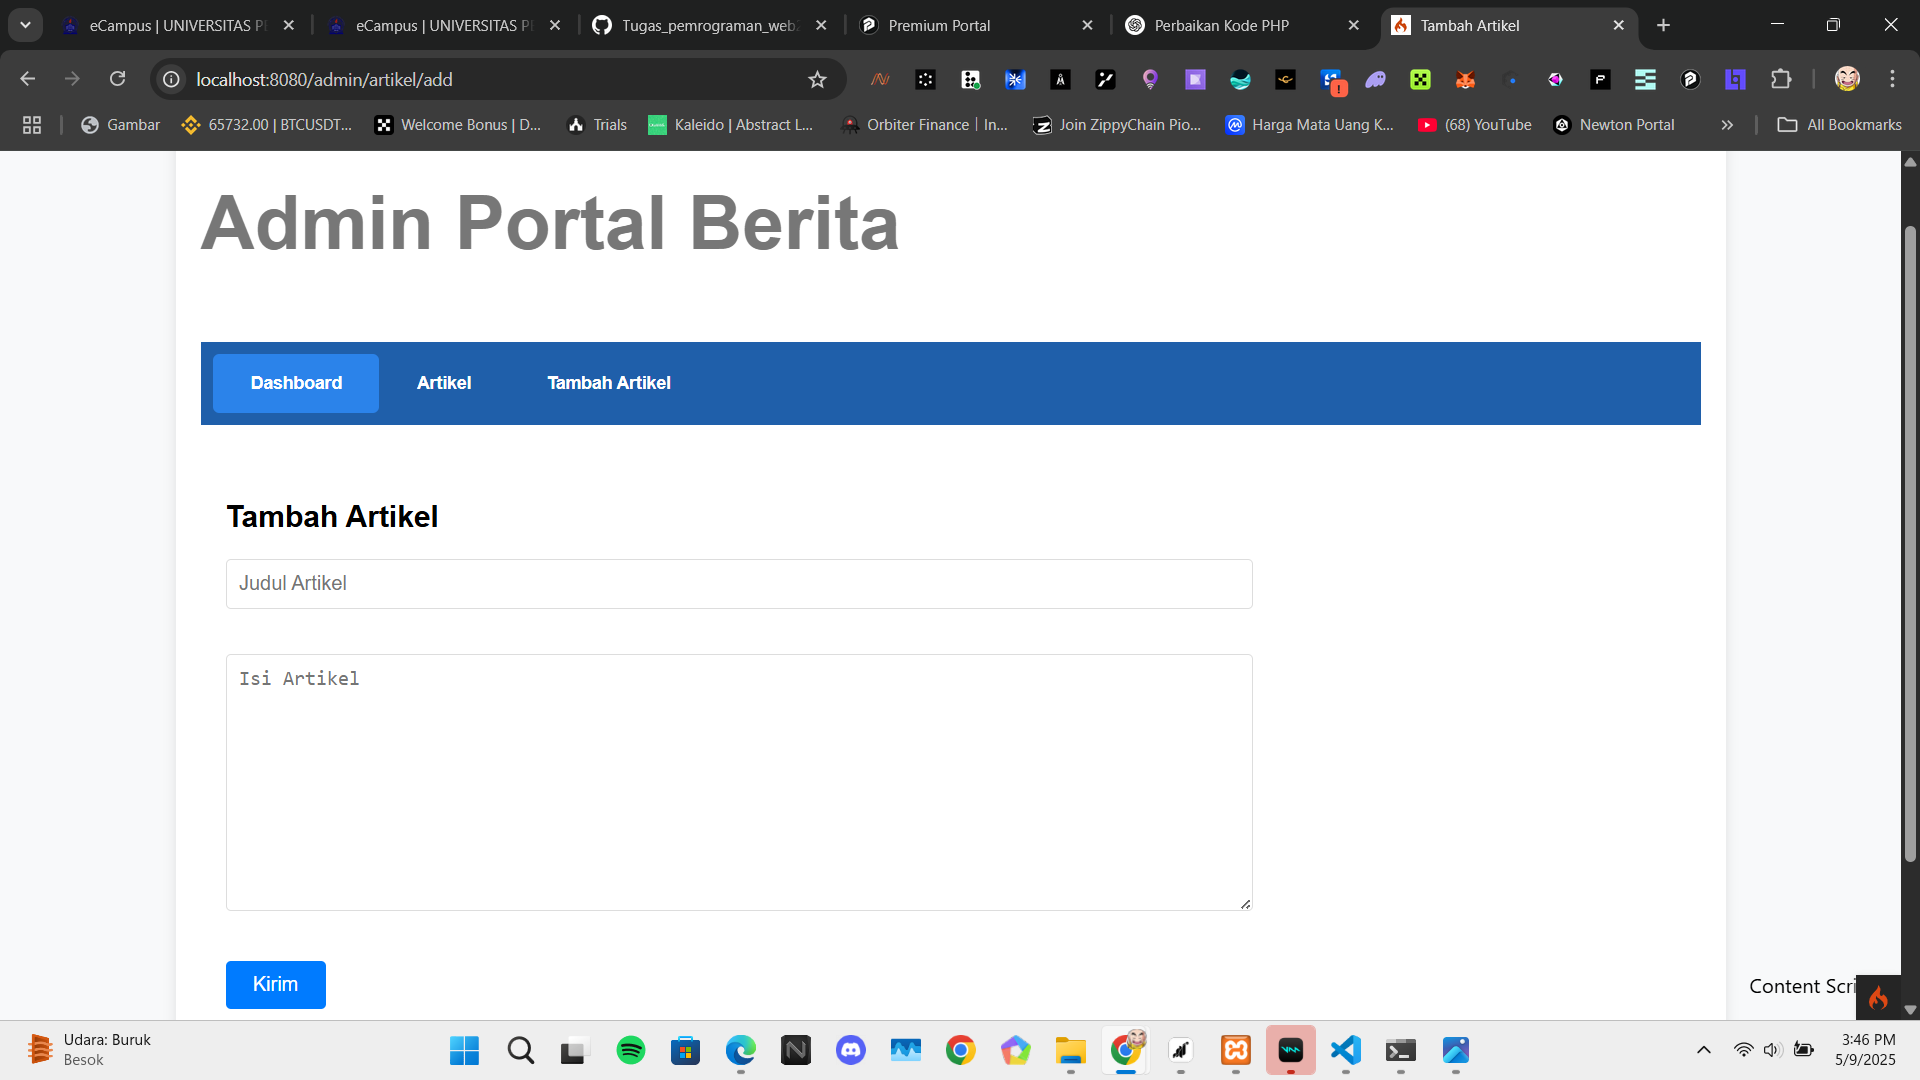 eCampus | UNIVERSITAS P
eCampus | UNIVERSITAS P
Tugas_pemrograman_web
Premium Portal
Perbaikan Kode PHP
Tambah Artikel
localhost:8080/admin/artikel/add
Gambar
65732.00 | BTCUSDT...
Welcome Bonus | D...
Trials
Kaleido | Abstract L...
Orbiter Finance | In...
Join ZippyChain Pio...
Harga Mata Uang K...
(68) YouTube
Newton Portal
All Bookmarks
Admin Portal Berita
Dashboard
Artikel
Tambah Artikel
Tambah Artikel
Judul Artikel
Isi Artikel
Kirim
Content Scri
Udara: Buruk
Besok
3:46 PM
5/9/2025